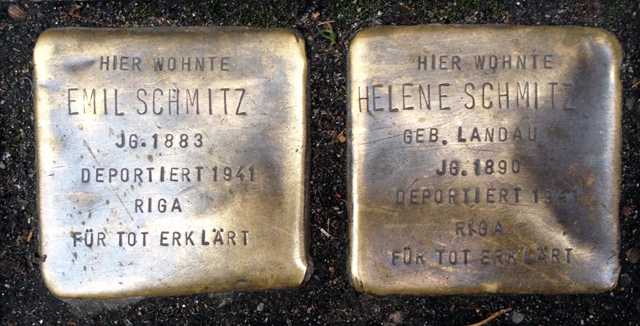 HIER WOHNTE
EMIL SCHMITZ
JG. 1883
DEPORTIERT 1941
RIGA
FÜR TOT ERKLÄRT
HIER WOHNTE
HELENE SCHMITZ
GEB. LANDAU
JG. 1890
DEPORTIERT 1941
RIGA
FÜR TOT ERKLÄRT